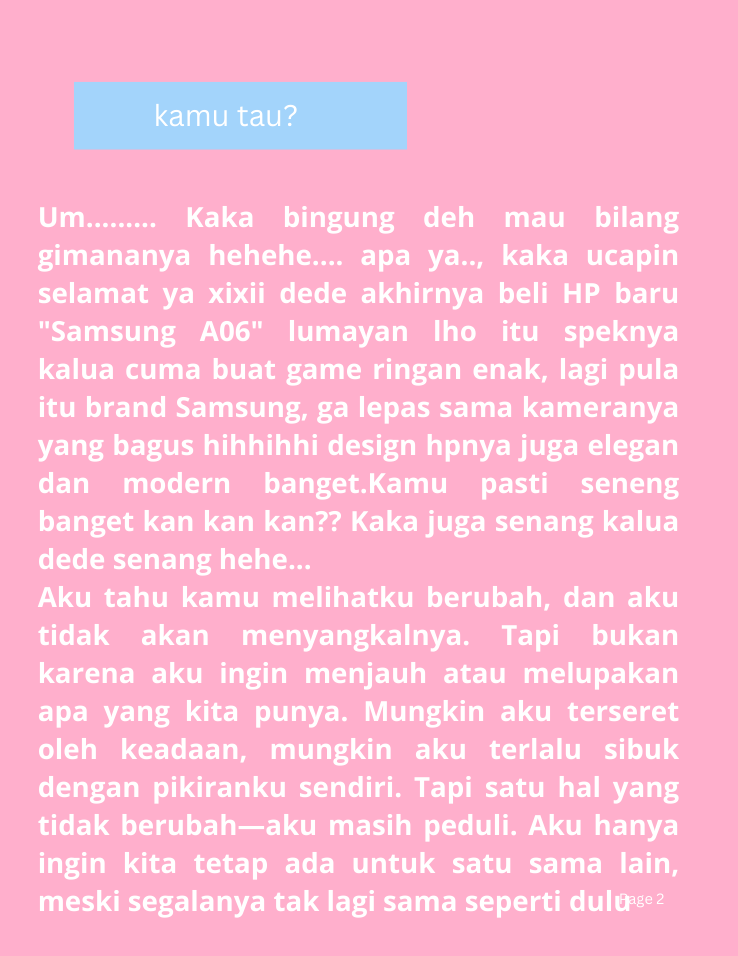 kamu tau?
Um......... Kaka bingung deh mau bilang
gimananya hehehe.... apa ya.., kaka ucapin
selamat ya xixii dede akhirnya beli HP baru
"Samsung A06" lumayan lho itu speknya
kalua cuma buat game ringan enak, lagi pula
itu brand Samsung, ga lepas sama kameranya
yang bagus hihhihhi design hpnya juga elegan
dan modern banget.Kamu pasti seneng
banget kan kan kan?? Kaka juga senang kalua
dede senang hehe...
Aku tahu kamu melihatku berubah, dan aku
tidak akan menyangkalnya. Tapi bukan
karena aku ingin menjauh atau melupakan
apa yang kita punya. Mungkin aku terseret
oleh keadaan, mungkin aku terlalu sibuk
dengan pikiranku sendiri. Tapi satu hal yang
tidak berubah—aku masih peduli. Aku hanya
ingin kita tetap ada untuk satu sama lain,
meski segalanya tak lagi sama seperti dulu
Page 2